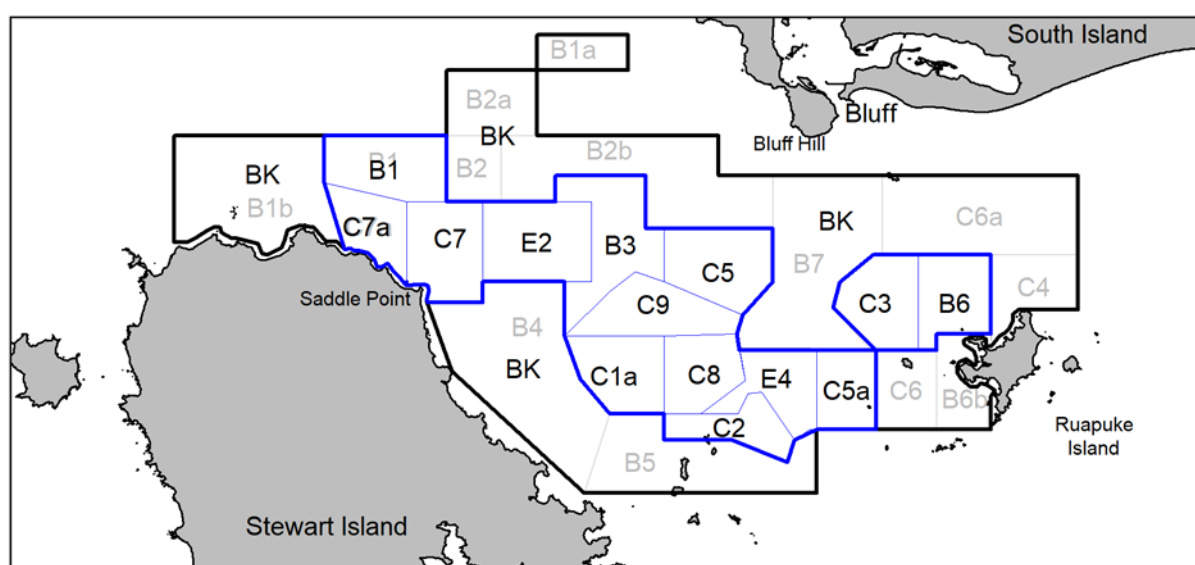 South Island
B1a
B2a
Bluff
BK
Bluff Hill
B1
B1
B2
B2b
BK
B1b
C7a
C7
E2
B3
BK
C6a
C5
B7
C4
Saddle Point
C9
C3
B6
B4
BK
C1a
C8
E4
C5a
C6
B6b
C2
Ruapuke
Island
B5
Stewart Island